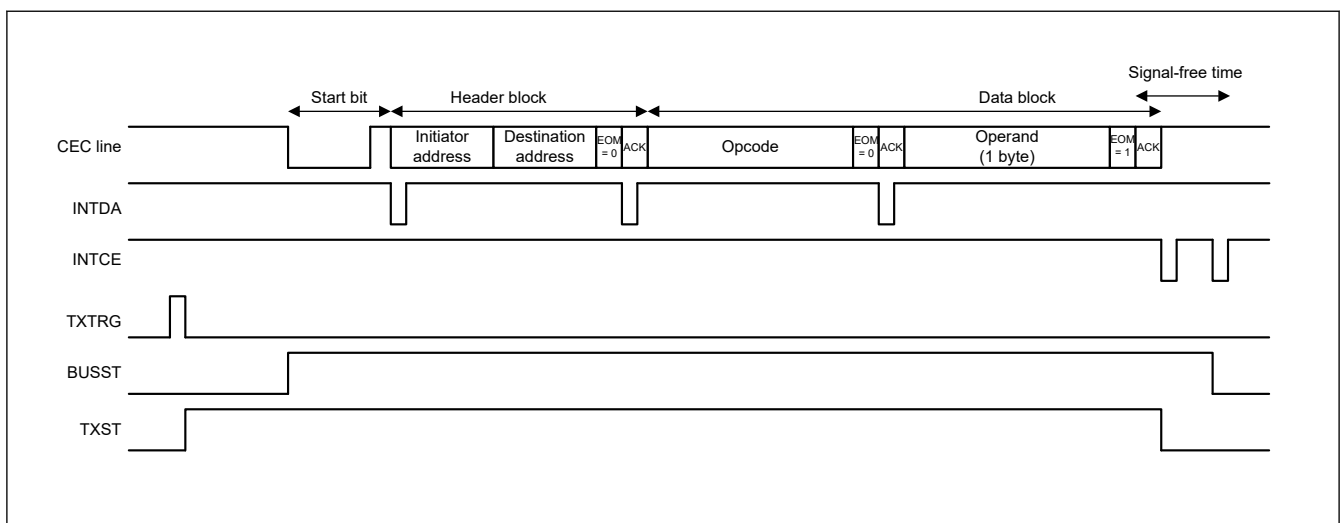 Signal-free time
Start bit
Header block
Data block
CEC line
Initiator
address
Destination
address
EOM
= 0
ACK
Opcode
EOM
= 0
ACK
Operand
(1 byte)
EOM
= 1
ACK
INTDA
INTCE
TXTRG
BUSST
TXST